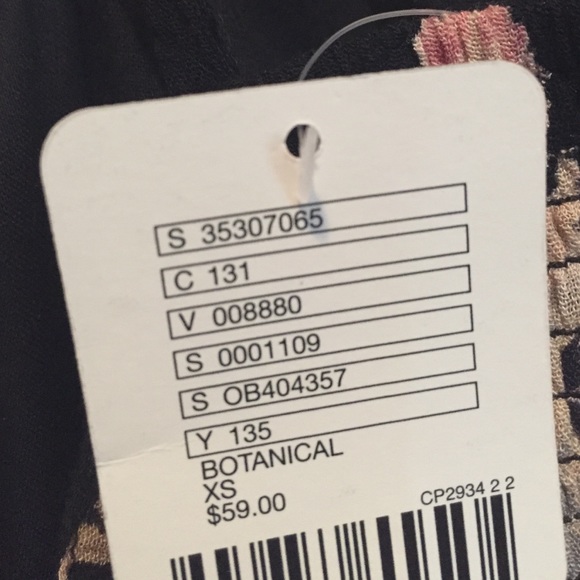 S 35307065
C 131
V 008880
S 0001109
S OB404357
Y 135
BOTANICAL
XS
$59.00
CP2934 2 2